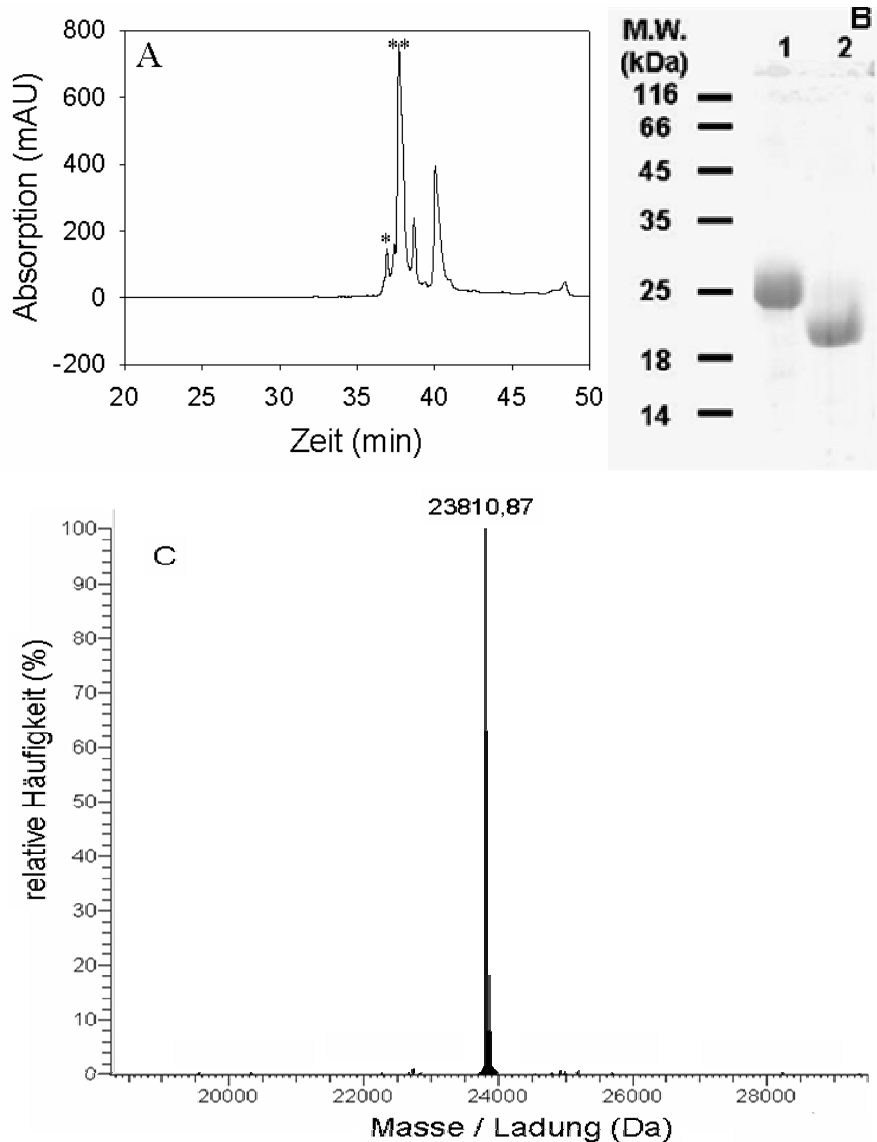 A
Absorption (mAU)
800
600
400
200
0
-200
*
**
20 25 30 35 40 45 50
Zeit (min)
B
M.W.
(kDa)
1 2
116
66
45
35
25
18
14
C
23810,87
relative Häufigkeit (%)
100
90
80
70
60
50
40
30
20
10
0
20000 22000 24000 26000 28000
Masse / Ladung (Da)